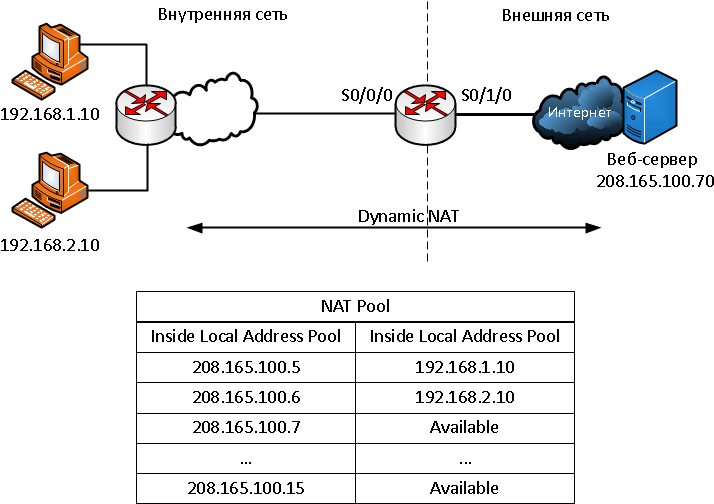 Внутренняя сеть
Внешняя сеть
192.168.1.10
S0/0/0
S0/1/0
Интернет
Веб-сервер
208.165.100.70
192.168.2.10
Dynamic NAT
NAT Pool
Inside Local Address Pool
Inside Local Address Pool
208.165.100.5
192.168.1.10
208.165.100.6
192.168.2.10
208.165.100.7
Available
...
...
208.165.100.15
Available